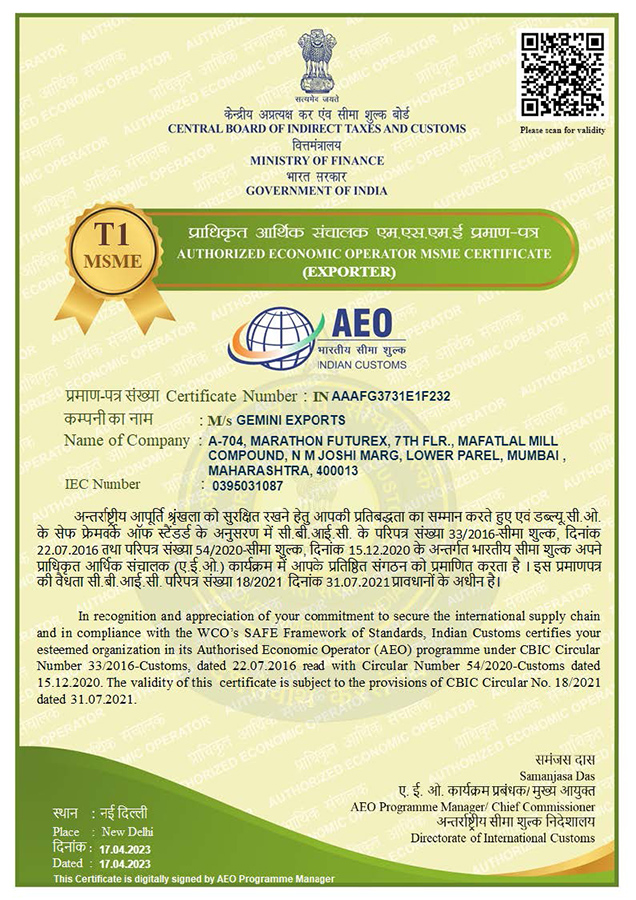 सत्यमेव जयते
Please scan for validity
केन्द्रीय अप्रत्यक्ष कर एंव सीमा शुल्क बोर्ड
CENTRAL BOARD OF INDIRECT TAXES AND CUSTOMS
वित्तमंत्रालय
MINISTRY OF FINANCE
भारत सरकार
GOVERNMENT OF INDIA
T1
MSME
प्राधिकृत आर्थिक संचालक एम.एस.एम.ई प्रमाण-पत्र
AUTHORIZED ECONOMIC OPERATOR MSME CERTIFICATE
(EXPORTER)
AEO
भारतीय सीमा शुल्क
INDIAN CUSTOMS
प्रमाण-पत्र संख्या Certificate Number : IN AAAFG3731E1F232
कम्पनी का नाम : M/s GEMINI EXPORTS
Name of Company : A-704, MARATHON FUTUREX, 7TH FLR., MAFATLAL MILL
COMPOUND, N M JOSHI MARG, LOWER PAREL, MUMBAI ,
MAHARASHTRA, 400013
IEC Number : 0395031087
अन्तर्राष्ट्रीय आपूर्ति श्रृंखला को सुरक्षित रखने हेतु आपकी प्रतिबद्धता का सम्मान करते हुए एवं डब्ल्यू सी.ओ.
के सेफ फ्रेमवर्क ऑफ स्टैंडर्ड के अनुसरण में सी.बी.आई.सी. के परिपत्र संख्या 33/2016-सीमा शुल्क, दिनांक
22.07.2016 तथा परिपत्र संख्या 54/2020-सीमा शुल्क, दिनांक 15.12.2020 के अन्तर्गत भारतीय सीमा शुल्क अपने
प्राधिकृत आर्थिक संचालक (ए.ई.ओ.) कार्यक्रम में आपके प्रतिष्ठित संगठन को प्रमाणित करता है । इस प्रमाणपत्र
की वैधता सी.बी.आई.सी. परिपत्र संख्या 18/2021 दिनांक 31.07.2021 प्रावधानों के अधीन है।
In recognition and appreciation of your commitment to secure the international supply chain
and in compliance with the WCO's SAFE Framework of Standards, Indian Customs certifies your
esteemed organization in its Authorised Economic Operator (AEO) programme under CBIC Circular
Number 33/2016-Customs, dated 22.07.2016 read with Circular Number 54/2020-Customs dated
15.12.2020. The validity of this certificate is subject to the provisions of CBIC Circular No. 18/2021
dated 31.07.2021.
समंजस दास
Samanjasa Das
ए. ई. ओ. कार्यक्रम प्रबंधक/ मुख्य आयुक्त
AEO Programme Manager/ Chief Commissioner
अन्तर्राष्ट्रीय सीमा शुल्क निदेशालय
Directorate of International Customs
स्थान : नई दिल्ली
Place : New Delhi
दिनांक : 17.04.2023
Dated : 17.04.2023
This Certificate is digitally signed by AEO Programme Manager